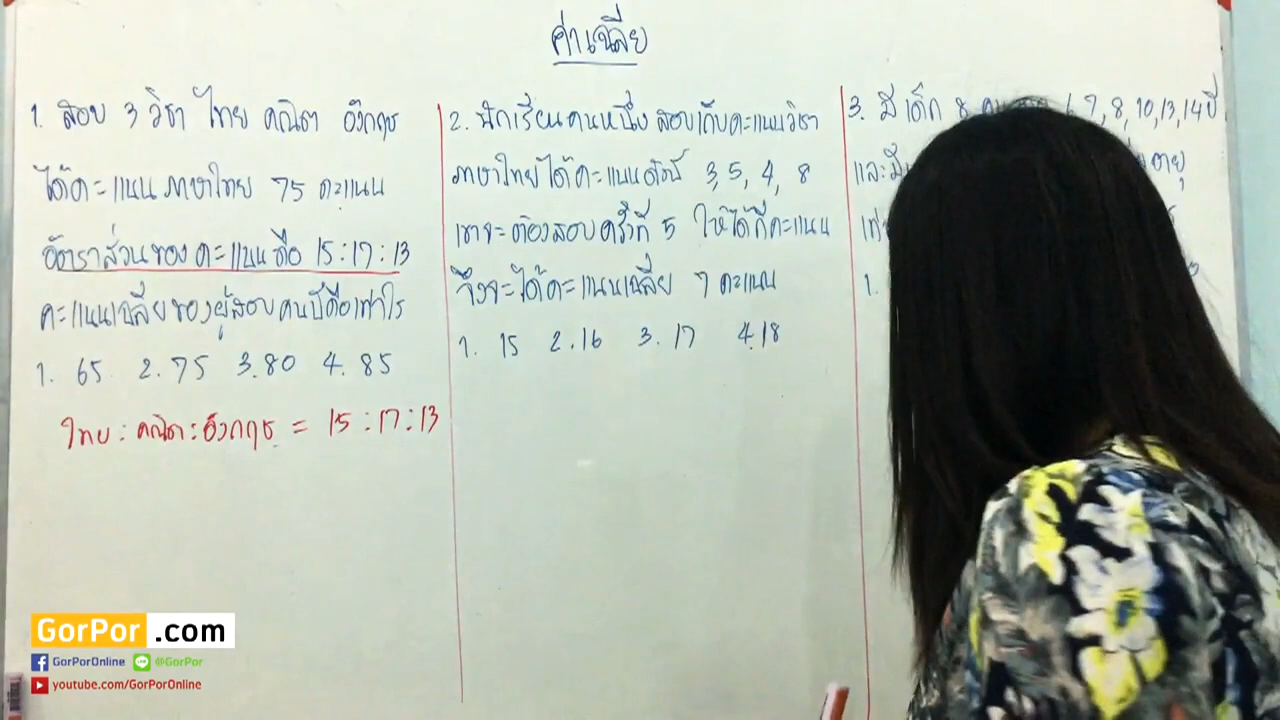 ค่าเฉลี่ย
1. สอบ 3 วิชา ไทย คณิต อังกฤษ
ได้คะแนนภาษาไทย 75 คะแนน
อัตราส่วนของคะแนนคือ 15:17:13
คะแนนเฉลี่ยของผู้สอบคนนี้คือเท่าไร
1. 65 2. 75 3. 80 4. 85
ไทย : คณิต : อังกฤษ = 15 : 17 : 13
2. นักเรียนคนหนึ่งสอบเก็บคะแนนวิชา
ภาษาไทยได้คะแนนดังนี้ 3, 5, 4, 8
เขาจะต้องสอบครั้งที่ 5 ให้ได้กี่คะแนน
จึงจะได้คะแนนเฉลี่ย 7 คะแนน
1. 15 2. 16 3. 17 4. 18
3. มีเด็ก 8 7, 8, 10, 13, 14 ปี
และ อายุ
1.
GorPor.com
GorPorOnline @GorPor
youtube.com/GorPorOnline